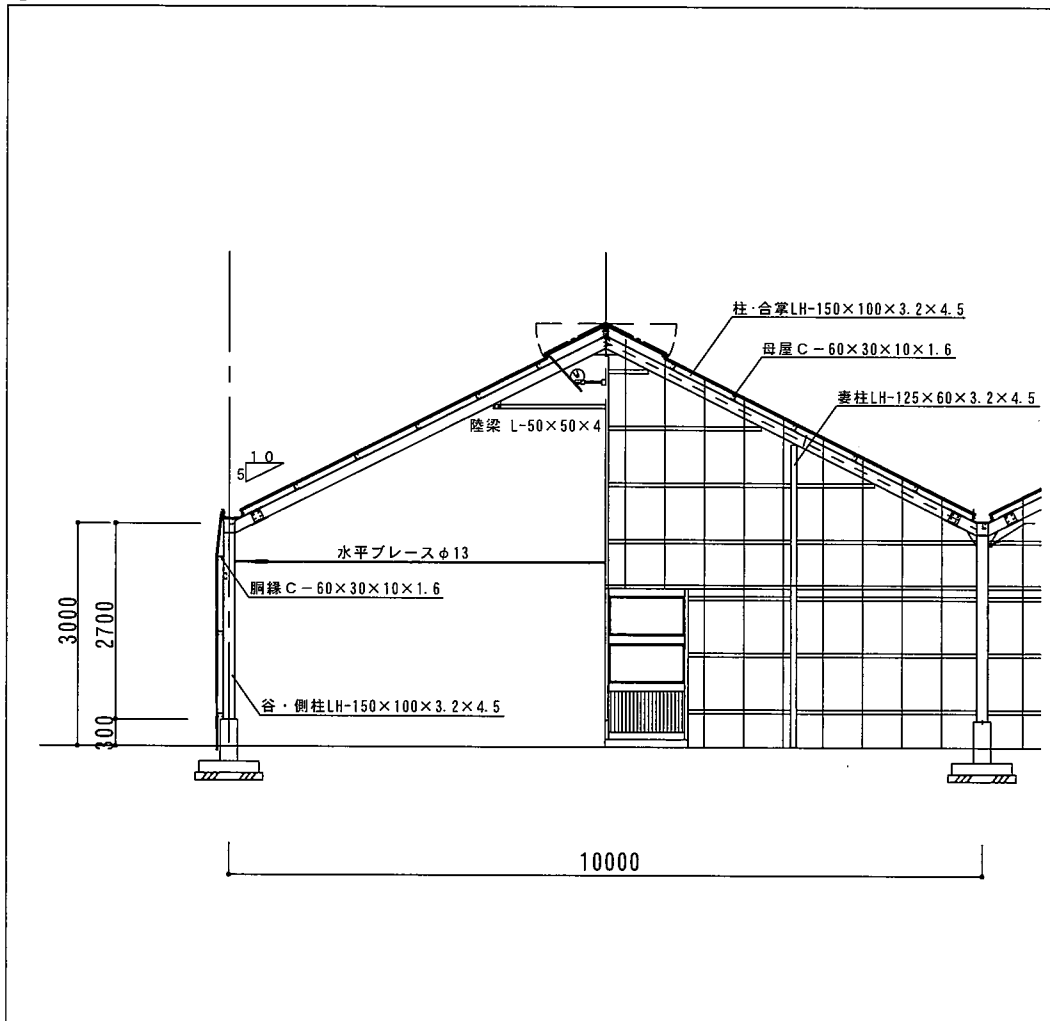 柱・合掌LH-150×100×3.2×4.5
母屋C-60×30×10×1.6
妻柱LH-125×60×3.2×4.5
陸梁 L-50×50×4
10
5
水平ブレースφ13
胴縁C-60×30×10×1.6
3000
2700
谷・側柱LH-150×100×3.2×4.5
300
10000